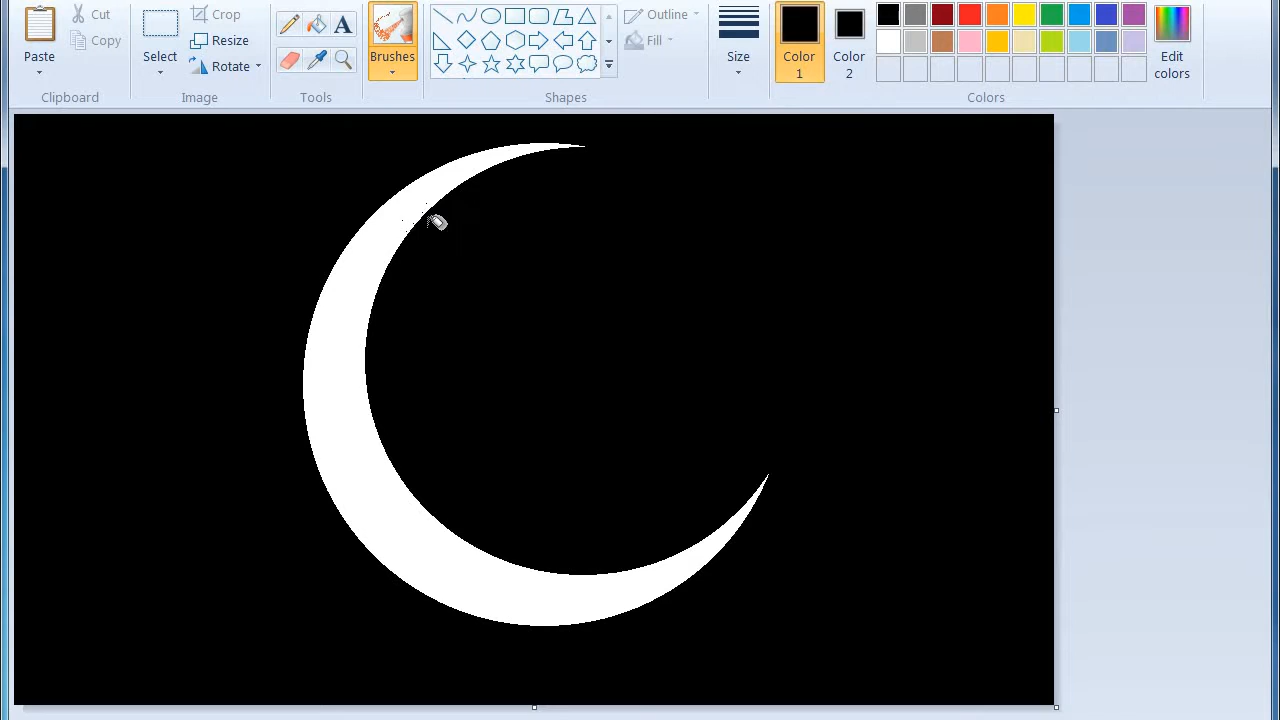 Paste
Clipboard
Cut
Copy
Select
Crop
Resize
Rotate
Image
A
Tools
Brushes
Outline
Fill
Shapes
Size
Color 1
Color 2
Edit colors
Colors